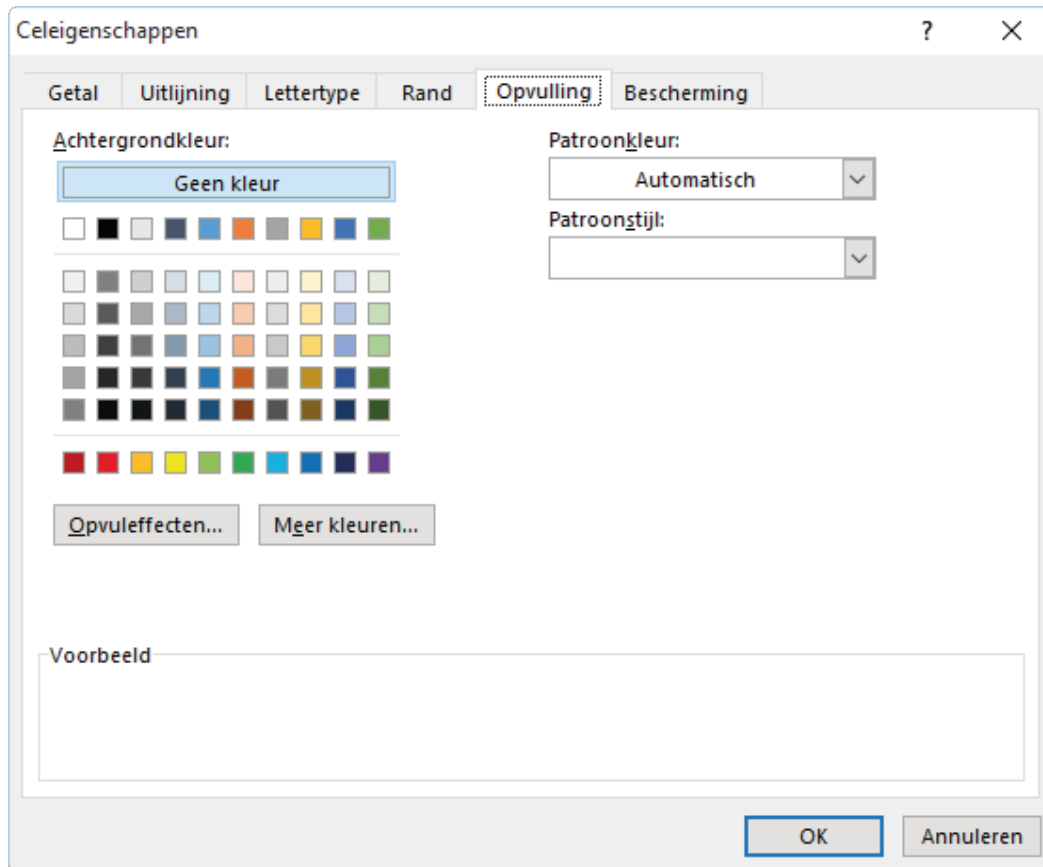 Celeigenschappen ?
Getal Uitlijning Lettertype Rand Opvulling Bescherming
Achtergrondkleur:
Geen kleur
Patroonkleur:
Automatisch
Patroonstijl:
Opvuleffecten... Meer kleuren...
Voorbeeld
OK Annuleren